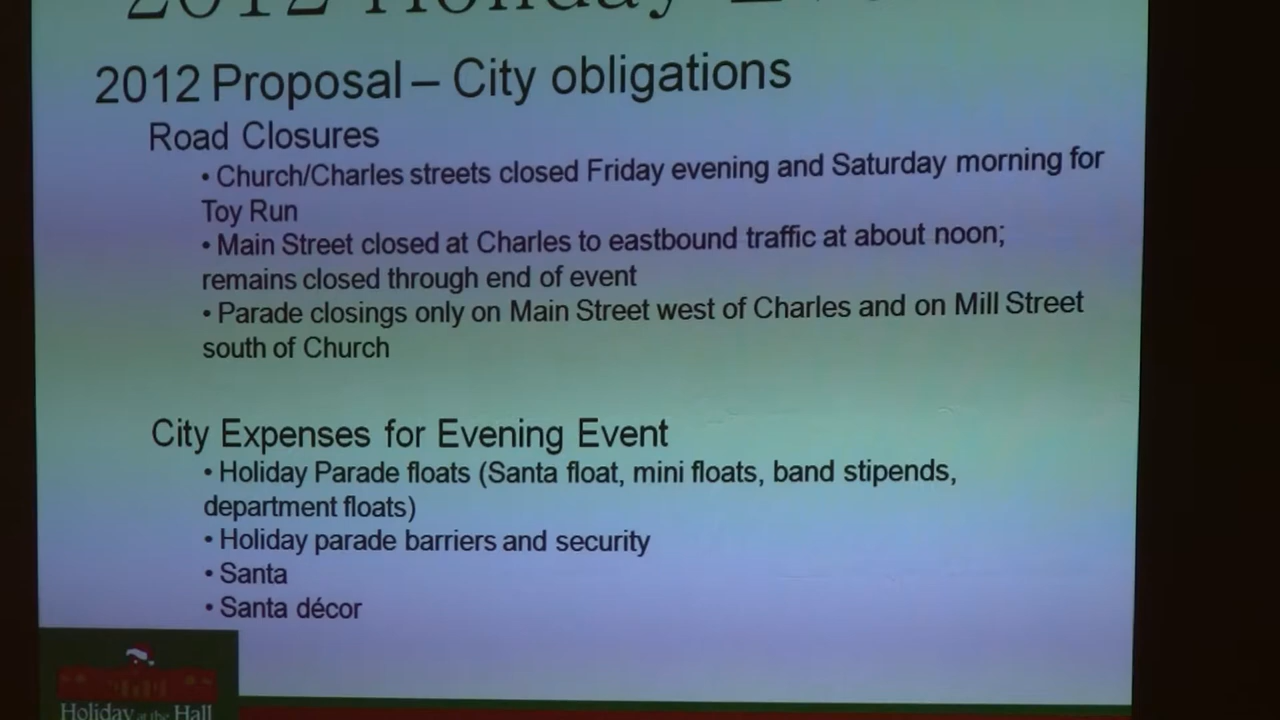 2012 Holiday
2012 Proposal – City obligations
Road Closures
• Church/Charles streets closed Friday evening and Saturday morning for
Toy Run
• Main Street closed at Charles to eastbound traffic at about noon;
remains closed through end of event
• Parade closings only on Main Street west of Charles and on Mill Street
south of Church
City Expenses for Evening Event
• Holiday Parade floats (Santa float, mini floats, band stipends,
department floats)
• Holiday parade barriers and security
• Santa
• Santa décor
Holiday at the Hall